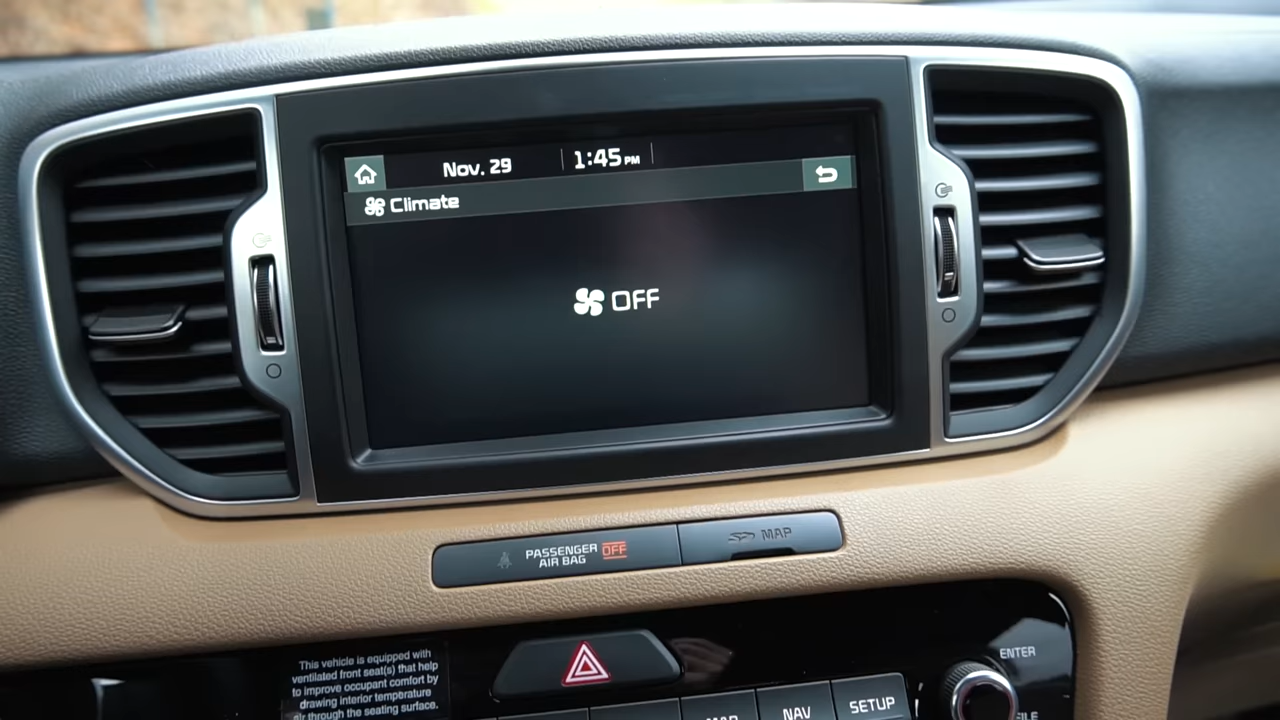 Nov. 29 1:45 PM
Climate
OFF
PASSENGER AIR BAG OFF
MAP
This vehicle is equipped with
ventilated front seat(s) that help
to improve occupant comfort by
drawing interior temperature
air through the seating surface.
ENTER
MAP NAV SETUP
FILE